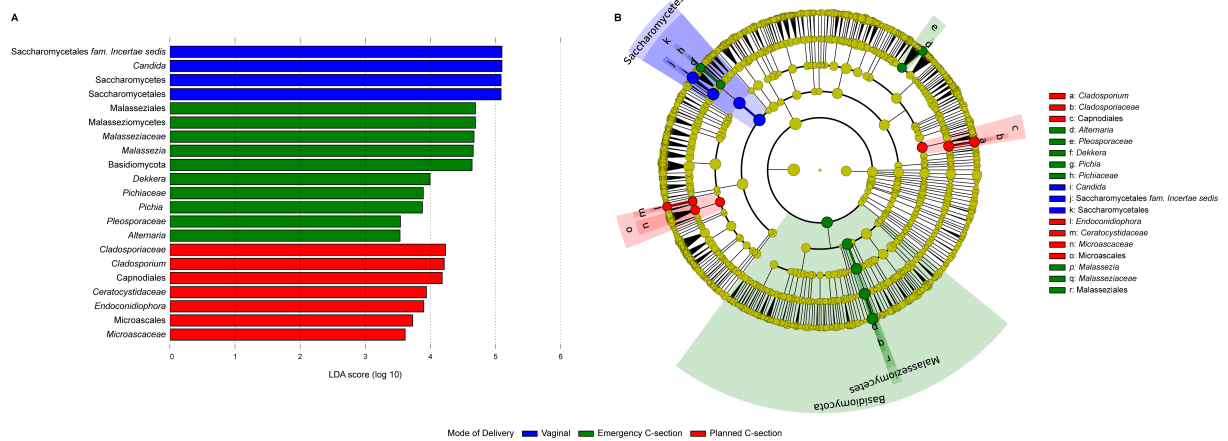 A
Saccharomycetales fam. Incertae sedis
Candida
Saccharomycetes
Saccharomycetales
Malasseziales
Malasseziomycetes
Malasseziaceae
Malassezia
Basidiomycota
Dekkera
Pichiaceae
Pichia
Pleosporaceae
Alternaria
Cladosporiaceae
Cladosporium
Capnodiales
Ceratocystidaceae
Endoconidiophora
Microascales
Microascaceae
0 1 2 3 4 5 6
LDA score (log 10)
B
Saccharomycetes
k
e
c
b
a
m
n
o
q
r
Malasseziomycetes
Basidiomycota
a: Cladosporium
b: Cladosporiaceae
c: Capnodiales
d: Alternaria
e: Pleosporaceae
f: Dekkera
g: Pichia
h: Pichiaceae
i: Candida
j: Saccharomycetales fam. Incertae sedis
k: Saccharomycetales
l: Endoconidiophora
m: Ceratocystidaceae
n: Microascaceae
o: Microascales
p: Malassezia
q: Malasseziaceae
r: Malasseziales
Mode of Delivery Vaginal Emergency C-section Planned C-section